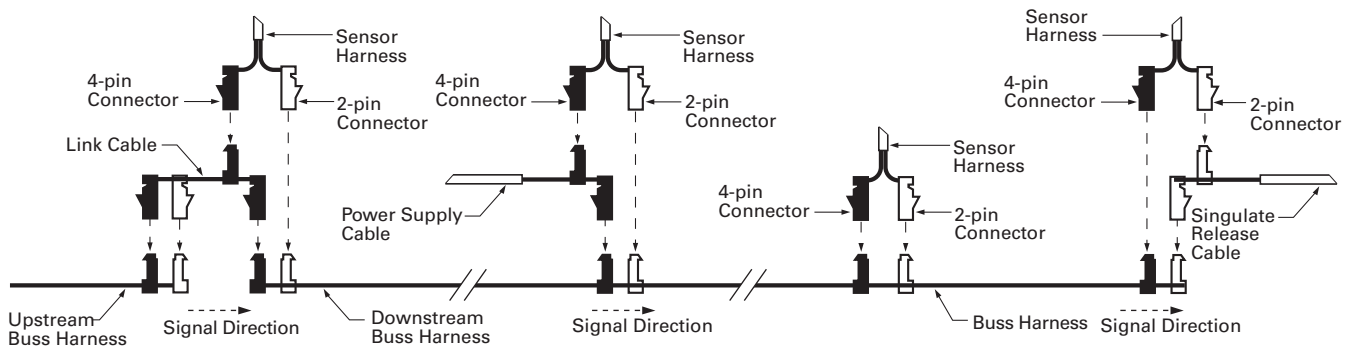 Sensor
Harness
4-pin
Connector
2-pin
Connector
Link Cable
Upstream
Buss Harness
Signal Direction
Downstream
Buss Harness
Sensor
Harness
4-pin
Connector
2-pin
Connector
Power Supply
Cable
Signal Direction
Sensor
Harness
4-pin
Connector
2-pin
Connector
Buss Harness
Sensor
Harness
4-pin
Connector
2-pin
Connector
Singulate
Release
Cable
Signal Direction